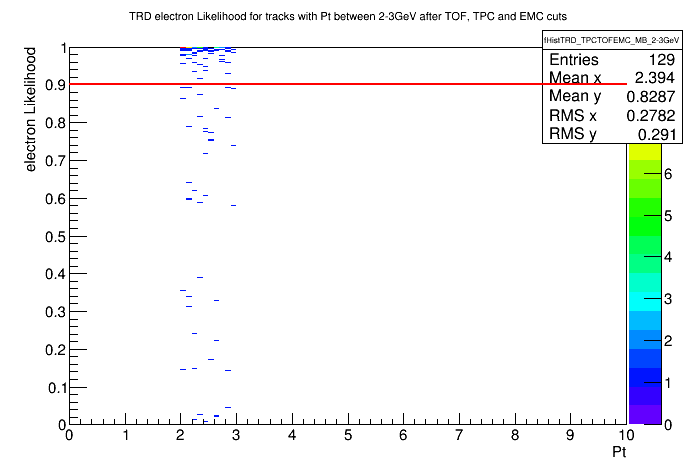 TRD electron Likelihood for tracks with Pt between 2-3GeV after TOF, TPC and EMC cuts
fHistTRD_TPCTOFEMC_MB_2-3GeV
Entries 129
Mean x 2.394
Mean y 0.8287
RMS x 0.2782
RMS y 0.291
electron Likelihood
1
0.9
0.8
0.7
0.6
0.5
0.4
0.3
0.2
0.1
0
0 1 2 3 4 5 6 7 8 9 10
Pt
6
5
4
3
2
1
0